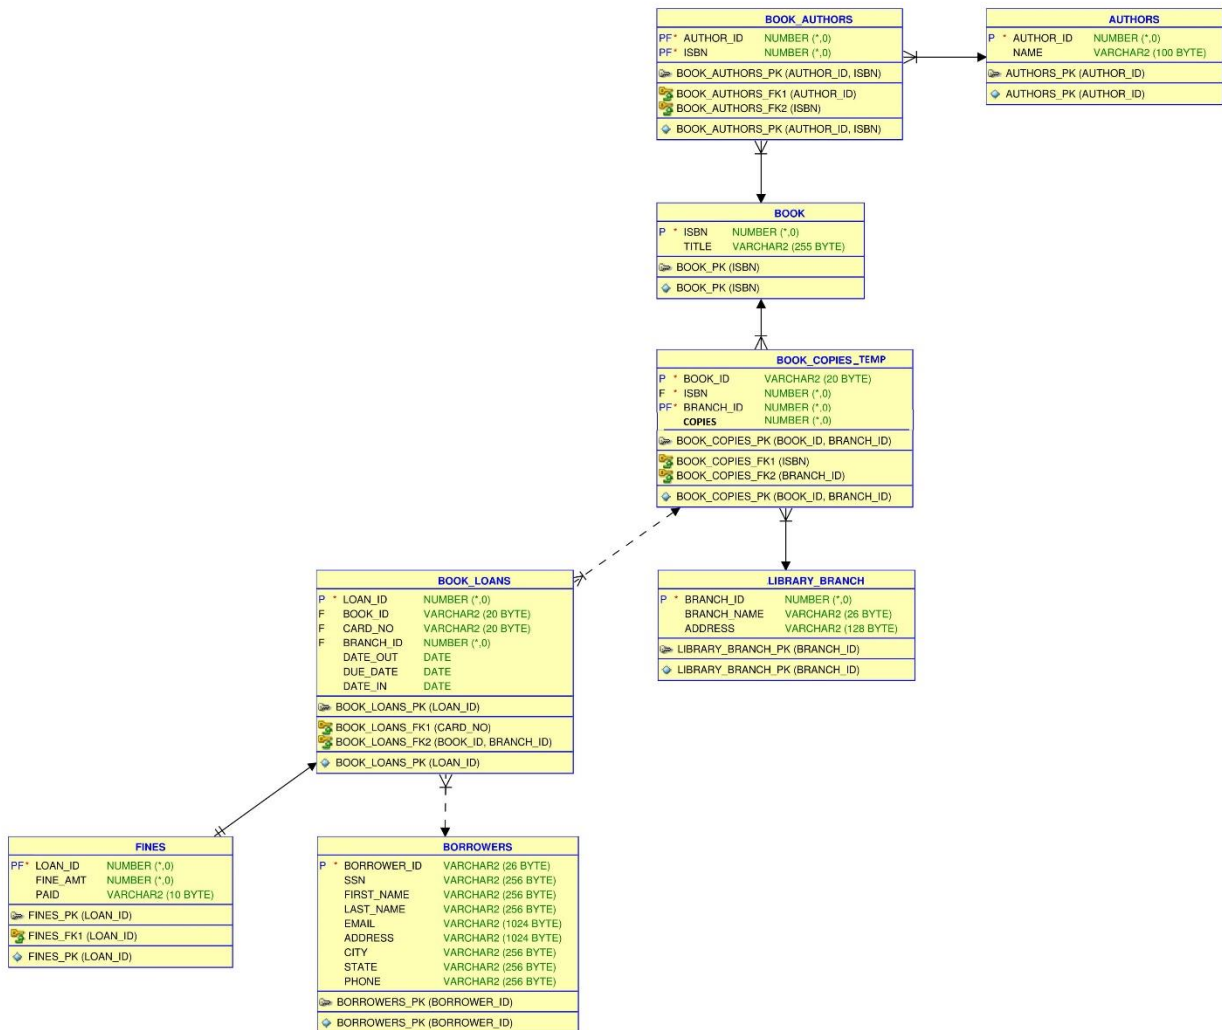 BOOK_AUTHORS
PF* AUTHOR_ID NUMBER (*,0)
PF* ISBN NUMBER (*,0)
BOOK_AUTHORS_PK (AUTHOR_ID, ISBN)
BOOK_AUTHORS_FK1 (AUTHOR_ID)
BOOK_AUTHORS_FK2 (ISBN)
BOOK_AUTHORS_PK (AUTHOR_ID, ISBN)
AUTHORS
P * AUTHOR_ID NUMBER (*,0)
NAME VARCHAR2 (100 BYTE)
AUTHORS_PK (AUTHOR_ID)
AUTHORS_PK (AUTHOR_ID)
BOOK
P * ISBN NUMBER (*,0)
TITLE VARCHAR2 (255 BYTE)
BOOK_PK (ISBN)
BOOK_PK (ISBN)
BOOK_COPIES_TEMP
P * BOOK_ID VARCHAR2 (20 BYTE)
F * ISBN NUMBER (*,0)
PF* BRANCH_ID NUMBER (*,0)
COPIES NUMBER (*,0)
BOOK_COPIES_PK (BOOK_ID, BRANCH_ID)
BOOK_COPIES_FK1 (ISBN)
BOOK_COPIES_FK2 (BRANCH_ID)
BOOK_COPIES_PK (BOOK_ID, BRANCH_ID)
BOOK_LOANS
P * LOAN_ID NUMBER (*,0)
F BOOK_ID VARCHAR2 (20 BYTE)
F CARD_NO VARCHAR2 (20 BYTE)
F BRANCH_ID NUMBER (*,0)
DATE_OUT DATE
DUE_DATE DATE
DATE_IN DATE
BOOK_LOANS_PK (LOAN_ID)
BOOK_LOANS_FK1 (CARD_NO)
BOOK_LOANS_FK2 (BOOK_ID, BRANCH_ID)
BOOK_LOANS_PK (LOAN_ID)
LIBRARY_BRANCH
P * BRANCH_ID NUMBER (*,0)
BRANCH_NAME VARCHAR2 (26 BYTE)
ADDRESS VARCHAR2 (128 BYTE)
LIBRARY_BRANCH_PK (BRANCH_ID)
LIBRARY_BRANCH_PK (BRANCH_ID)
FINES
PF* LOAN_ID NUMBER (*,0)
FINE_AMT NUMBER (*,0)
PAID VARCHAR2 (10 BYTE)
FINES_PK (LOAN_ID)
FINES_FK1 (LOAN_ID)
FINES_PK (LOAN_ID)
BORROWERS
P * BORROWER_ID VARCHAR2 (26 BYTE)
SSN VARCHAR2 (256 BYTE)
FIRST_NAME VARCHAR2 (256 BYTE)
LAST_NAME VARCHAR2 (256 BYTE)
EMAIL VARCHAR2 (1024 BYTE)
ADDRESS VARCHAR2 (1024 BYTE)
CITY VARCHAR2 (256 BYTE)
STATE VARCHAR2 (256 BYTE)
PHONE VARCHAR2 (256 BYTE)
BORROWERS_PK (BORROWER_ID)
BORROWERS_PK (BORROWER_ID)